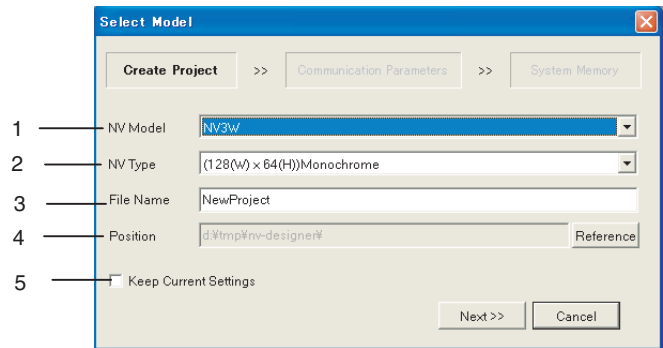 Select Model
Create Project >> Communication Parameters >> System Memory
1 NV Model NV3W
2 NV Type (128(W) × 64(H))Monochrome
3 File Name NewProject
4 Position d:¥tmp¥nv-designer¥ Reference
5 Keep Current Settings
Next >> Cancel